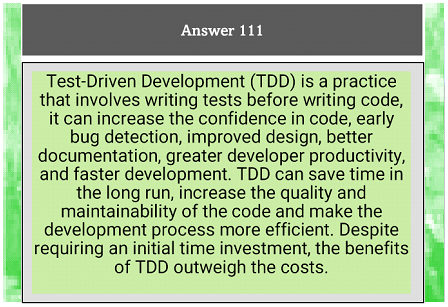 Answer 111
Test-Driven Development (TDD) is a practice
that involves writing tests before writing code,
it can increase the confidence in code, early
bug detection, improved design, better
documentation, greater developer productivity,
and faster development. TDD can save time in
the long run, increase the quality and
maintainability of the code and make the
development process more efficient. Despite
requiring an initial time investment, the benefits
of TDD outweigh the costs.